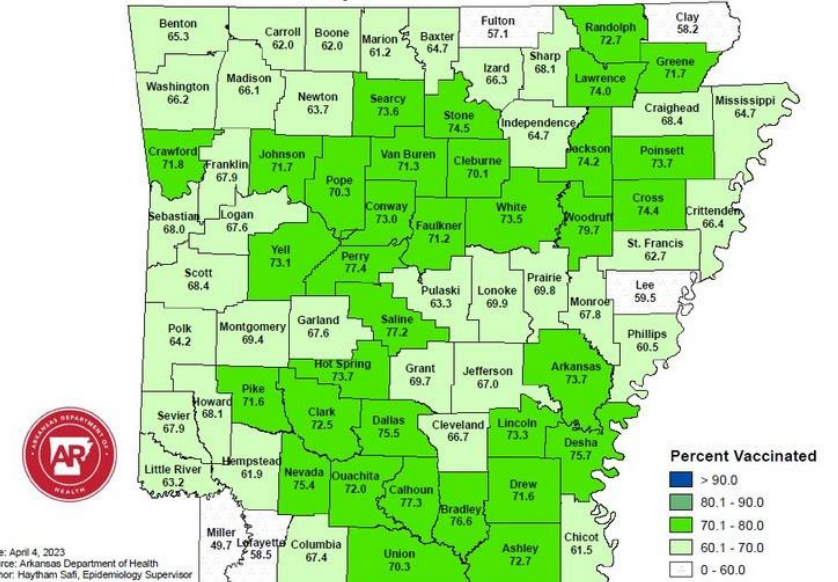 Benton
65.3
Carroll
62.0
Boone
62.0
Marion
61.2
Baxter
64.7
Fulton
57.1
Randolph
72.7
Clay
58.2
Sharp
68.1
Izard
66.3
Lawrence
74.0
Greene
71.7
Washington
66.2
Madison
66.1
Newton
63.7
Searcy
73.6
Stone
74.5
Independence
64.7
Craighead
68.4
Mississippi
64.7
Crawford
71.8
Franklin
67.9
Johnson
71.7
Pope
70.3
Van Buren
71.3
Cleburne
70.1
Jackson
74.2
Poinsett
73.7
Sebastian
68.0
Logan
67.6
Conway
73.0
Faulkner
71.2
White
73.5
Woodruff
79.7
Cross
74.4
Crittenden
66.4
St. Francis
62.7
Yell
73.1
Perry
77.4
Scott
68.4
Pulaski
63.3
Lonoke
69.9
Prairie
69.8
Monroe
67.8
Lee
59.5
Phillips
60.5
Polk
64.2
Montgomery
69.4
Garland
67.6
Saline
77.2
Hot Spring
73.7
Grant
69.7
Jefferson
67.0
Arkansas
73.7
Sevier
67.9
Howard
68.1
Pike
71.6
Clark
72.5
Dallas
75.5
Cleveland
66.7
Lincoln
73.3
Desha
75.7
Little River
63.2
Hempstead
61.9
Nevada
75.4
Ouachita
72.0
Calhoun
77.3
Bradley
76.6
Drew
71.6
Miller
49.7
Lafayette
58.5
Columbia
67.4
Union
70.3
Ashley
72.7
Chicot
61.5
ARKANSAS DEPARTMENT OF
AR
HEALTH
Percent Vaccinated
> 90.0
80.1 - 90.0
70.1 - 80.0
60.1 - 70.0
0 - 60.0
e: April 4, 2023
urce: Arkansas Department of Health
hor: Haytham Safi, Epidemiology Supervisor